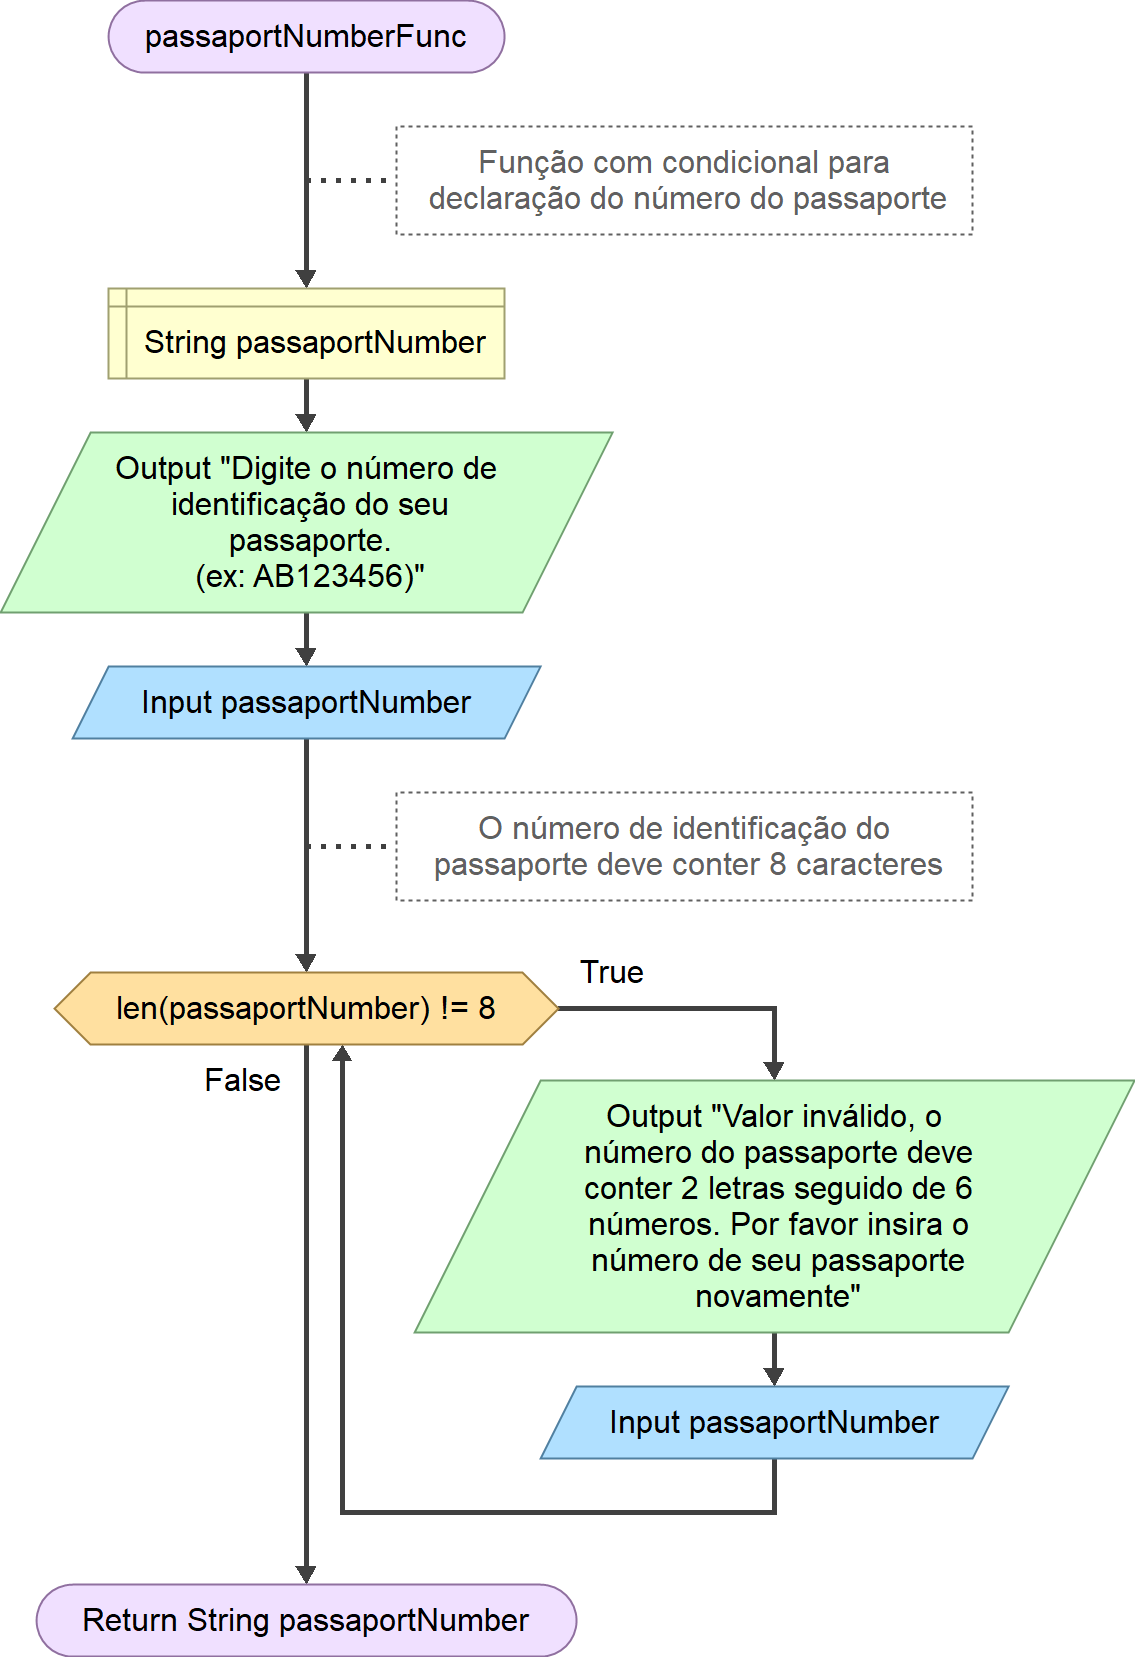 passaportNumberFunc
Função com condicional para
declaração do número do passaporte
String passaportNumber
Output "Digite o número de
identificação do seu
passaporte.
(ex: AB123456)"
Input passaportNumber
O número de identificação do
passaporte deve conter 8 caracteres
len(passaportNumber) != 8
True
False
Output "Valor inválido, o
número do passaporte deve
conter 2 letras seguido de 6
números. Por favor insira o
número de seu passaporte
novamente"
Input passaportNumber
Return String passaportNumber